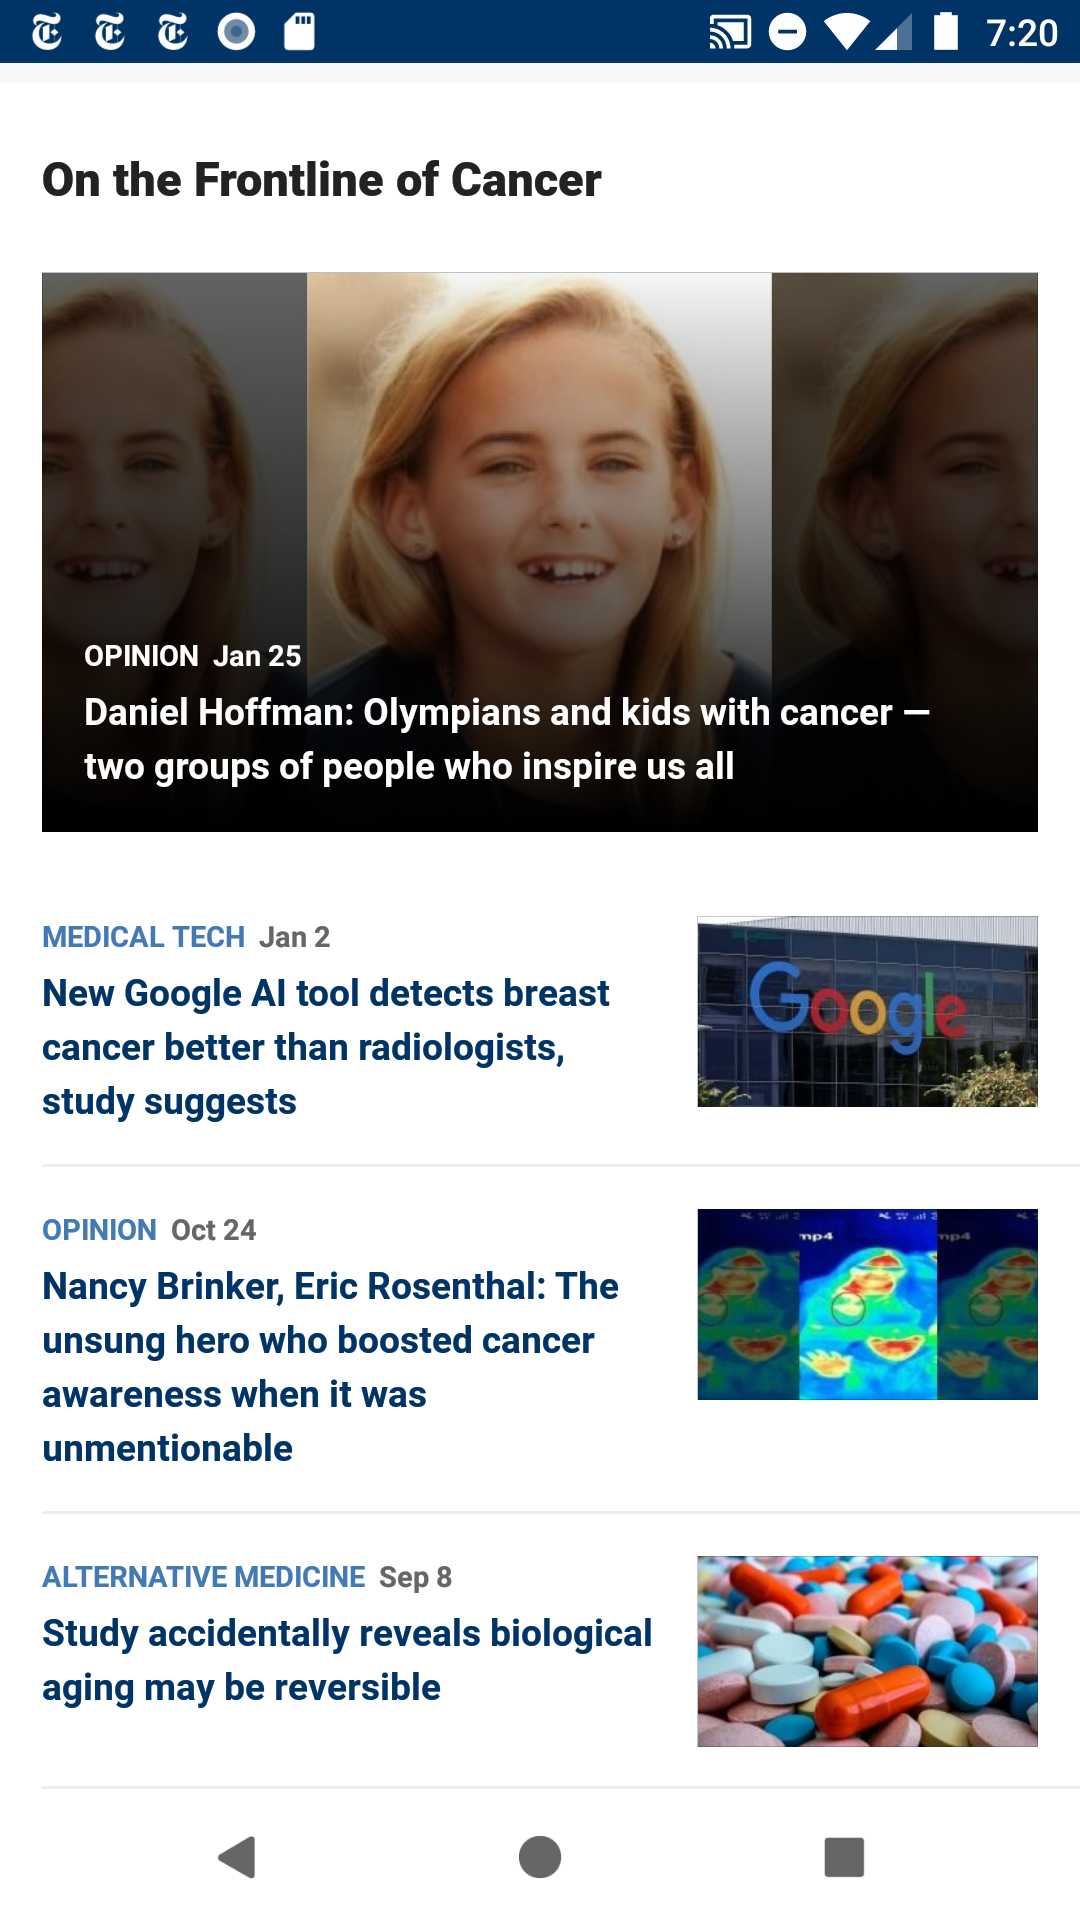 7:20
On the Frontline of Cancer
OPINION Jan 25
Daniel Hoffman: Olympians and kids with cancer —
two groups of people who inspire us all
MEDICAL TECH Jan 2
New Google AI tool detects breast
cancer better than radiologists,
study suggests
Google
OPINION Oct 24
Nancy Brinker, Eric Rosenthal: The
unsung hero who boosted cancer
awareness when it was
unmentionable
mp4
mp4
ALTERNATIVE MEDICINE Sep 8
Study accidentally reveals biological
aging may be reversible